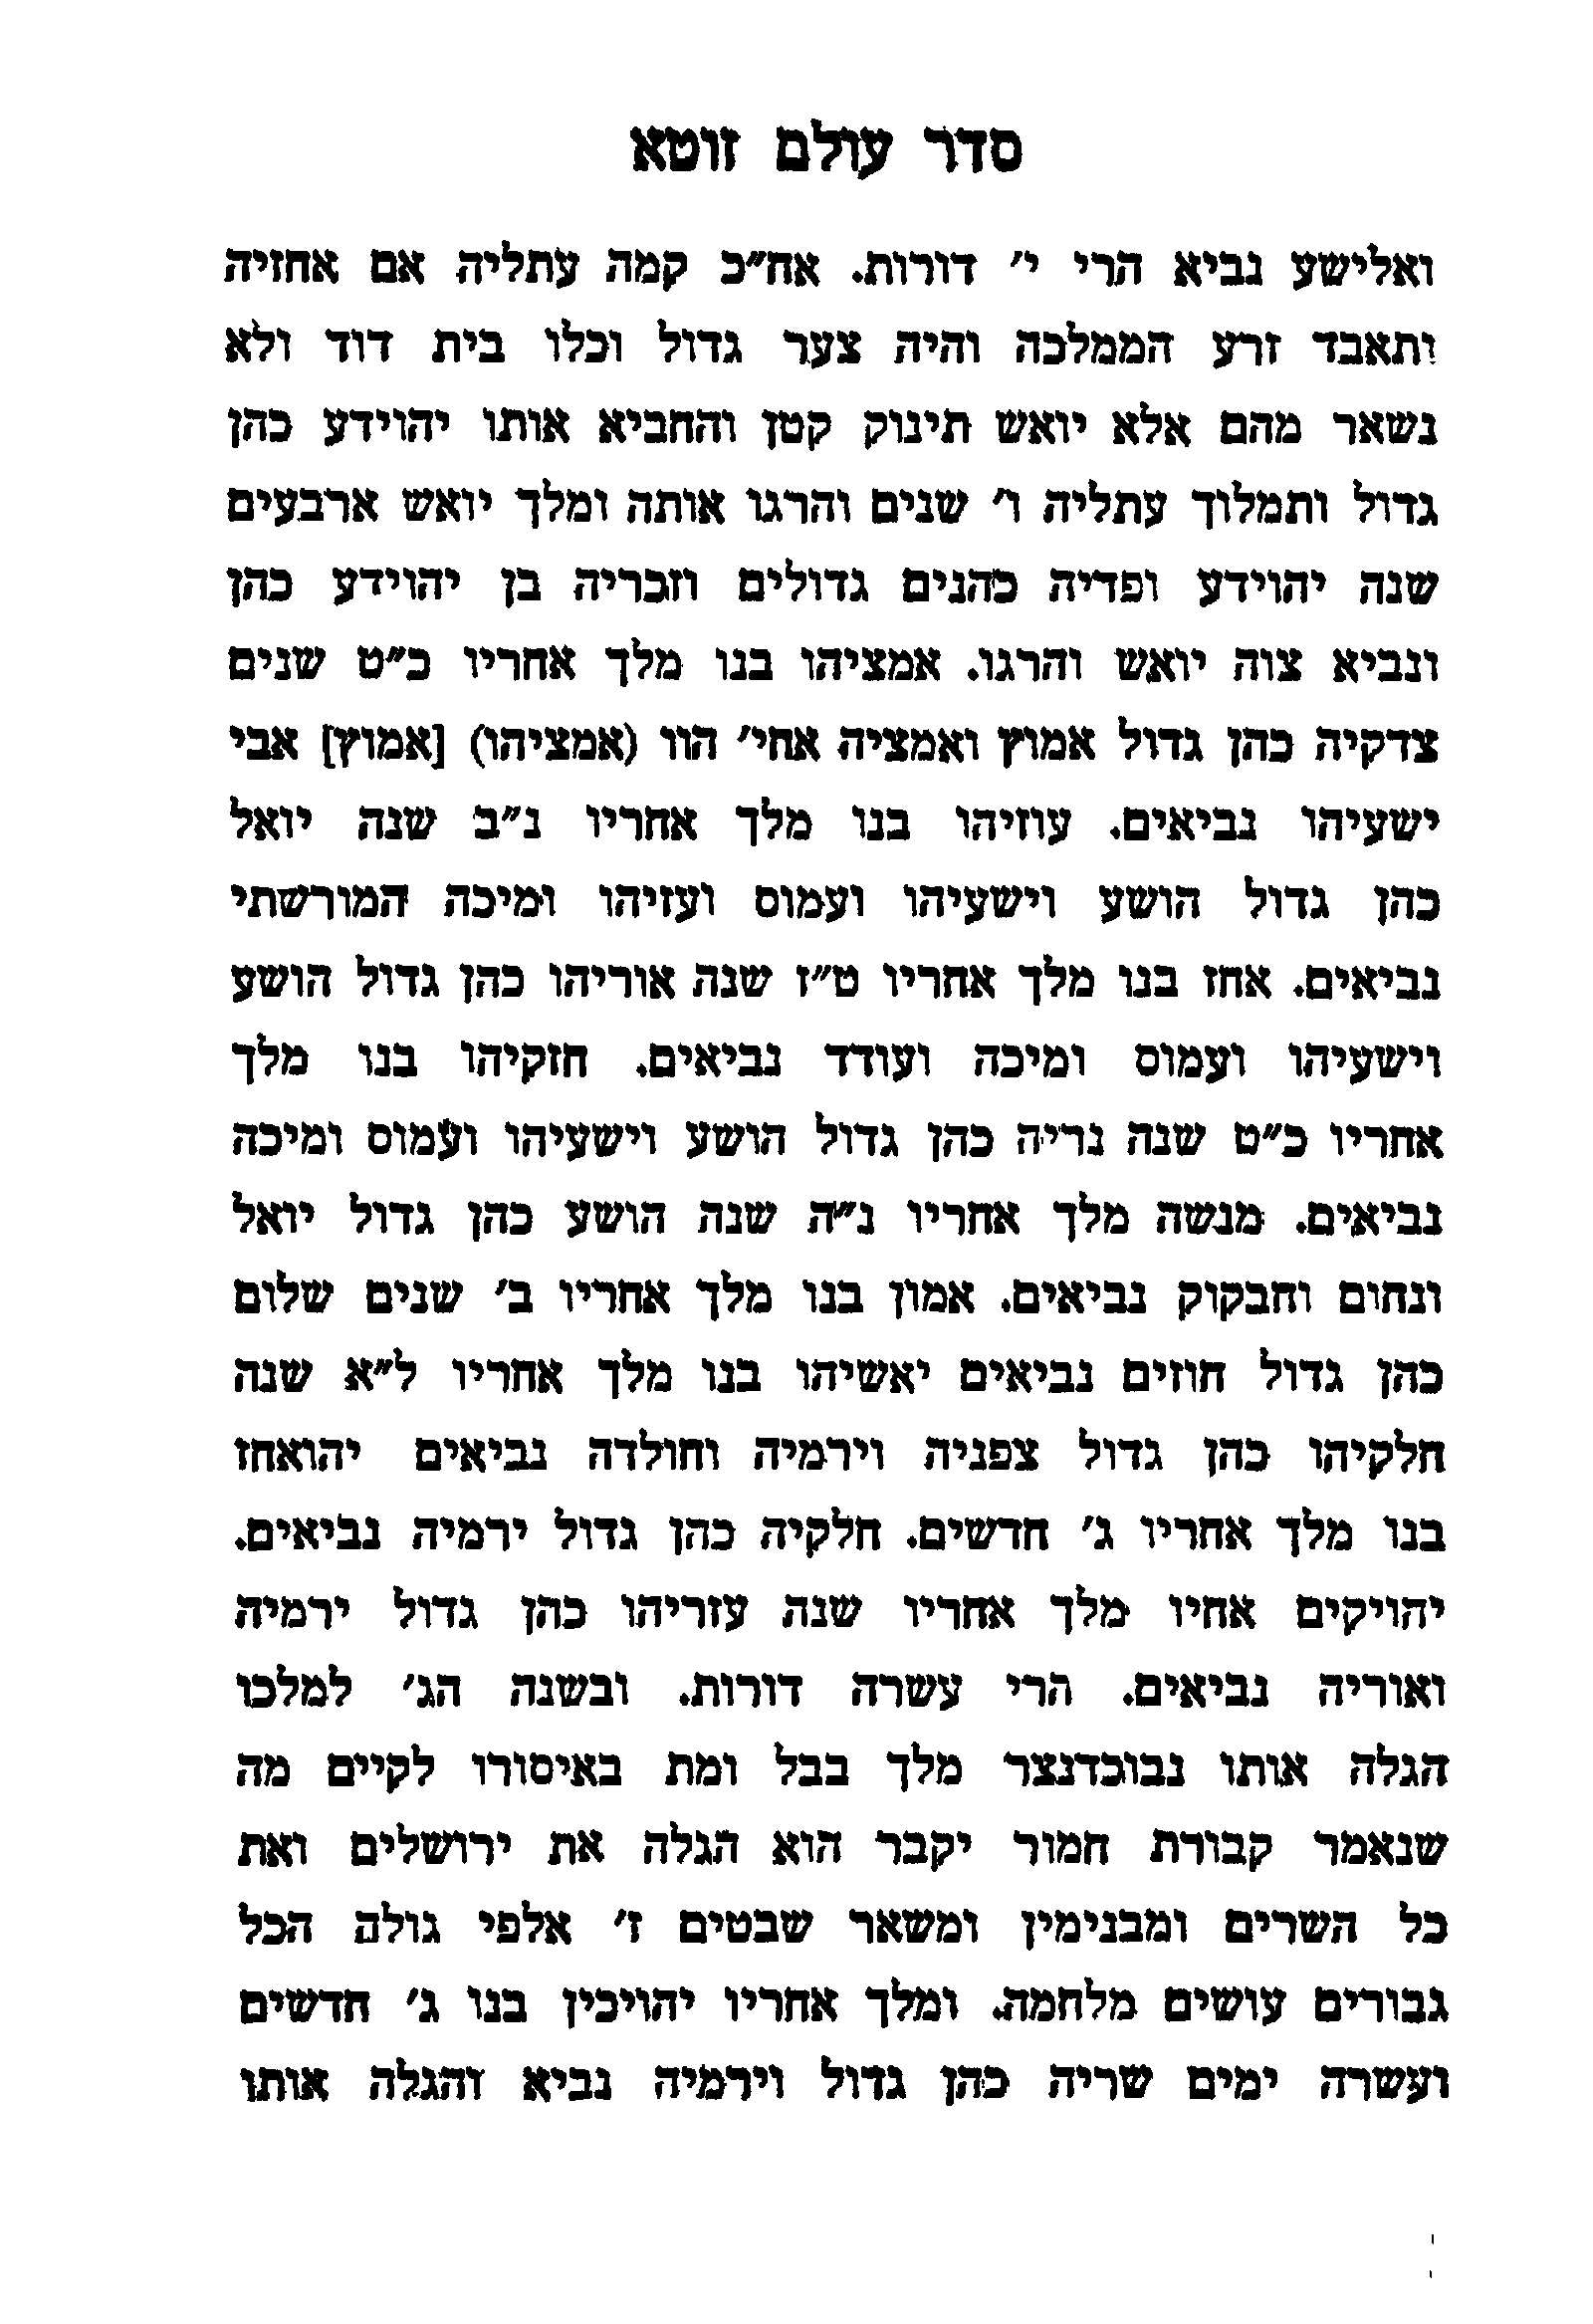 סדר עולם זוטא
ואלישע נביא הרי י׳ דורות. אח״כ קמה עתליה אם אחזיה
ותאבד זרע הממלכה והיה צער גדול וכלו בית דוד ולא
נשאר מהם אלא יואש תינוק קטן והחביא אותו יהוידע כהן
גדול ותמלוך עתליה ו׳ שנים והרגו אותה ומלך יואש ארבעים
שנה יהוידע ופדיה כהנים גדולים וזכריה בן יהוידע כהן
ונביא צוה יואש והרגו. אמציהו בנו מלך אחריו כ״ט שנים
צדקיה כהן גדול אמוץ ואמציה אחי׳ הוו (אמציהו) [אמוץ] אבי
ישעיהו נביאים. עוזיהו בנו מלך אחריו נ״ב שנה יואל
כהן גדול הושע וישעיהו ועמוס ועזיהו ומיכה המורשתי
נביאים. אחז בנו מלך אחריו ט״ז שנה אוריהו כהן גדול הושע
וישעיהו ועמוס ומיכה ועודד נביאים. חזקיהו בנו מלך
אחריו כ״ט שנה נריה כהן גדול הושע וישעיהו ועמוס ומיכה
נביאים. מנשה מלך אחריו נ״ה שנה הושע כהן גדול יואל
ונחום וחבקוק נביאים. אמון בנו מלך אחריו ב׳ שנים שלום
כהן גדול חוזים נביאים יאשיהו בנו מלך אחריו ל״א שנה
חלקיהו כהן גדול צפניה וירמיה וחולדה נביאים יהואחז
בנו מלך אחריו ג׳ חדשים. חלקיה כהן גדול ירמיה נביאים.
יהויקים אחיו מלך אחריו שנה עזריהו כהן גדול ירמיה
ואוריה נביאים. הרי עשרה דורות. ובשנה הג׳ למלכו
הגלה אותו נבוכדנצר מלך בבל ומת באיסורו לקיים מה
שנאמר קבורת חמור יקבר הוא הגלה את ירושלים ואת
כל השרים ומבנימין ומשאר שבטים ז׳ אלפי גולה הכל
גבורים עושים מלחמה. ומלך אחריו יהויכין בנו ג׳ חדשים
ועשרה ימים שריה כהן גדול וירמיה נביא והגלה אותו